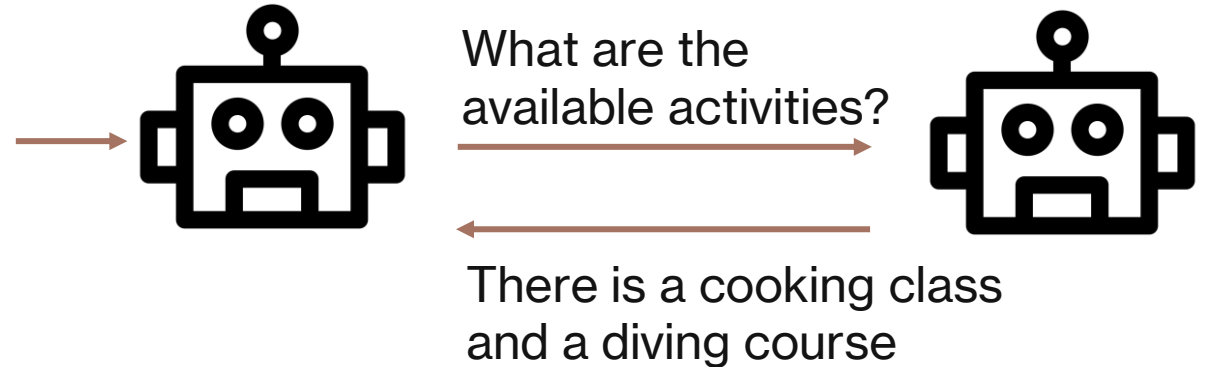 What are the
available activities?
There is a cooking class
and a diving course